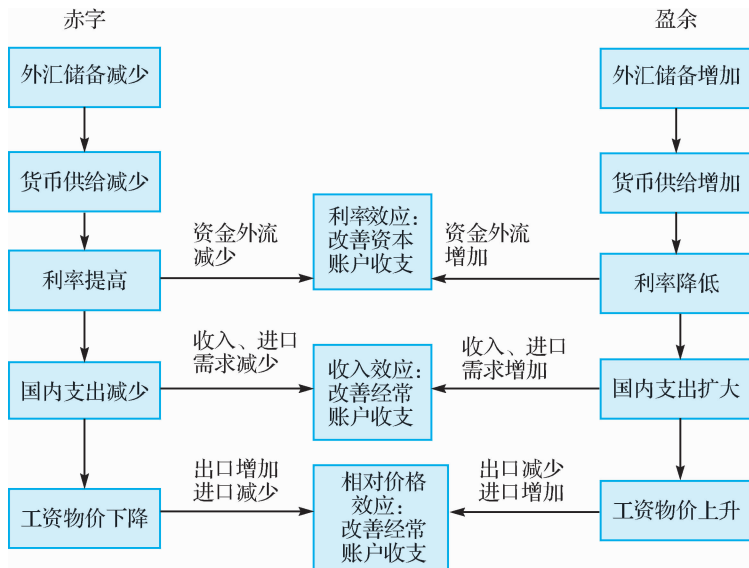 赤字
盈余
外汇储备减少
外汇储备增加
货币供给减少
货币供给增加
资金外流
减少
利率效应：
改善资本
账户收支
资金外流
增加
利率提高
利率降低
收入、进口
需求减少
收入效应：
改善经常
账户收支
收入、进口
需求增加
国内支出减少
国内支出扩大
出口增加
进口减少
相对价格
效应：
改善经常
账户收支
出口减少
进口增加
工资物价下降
工资物价上升